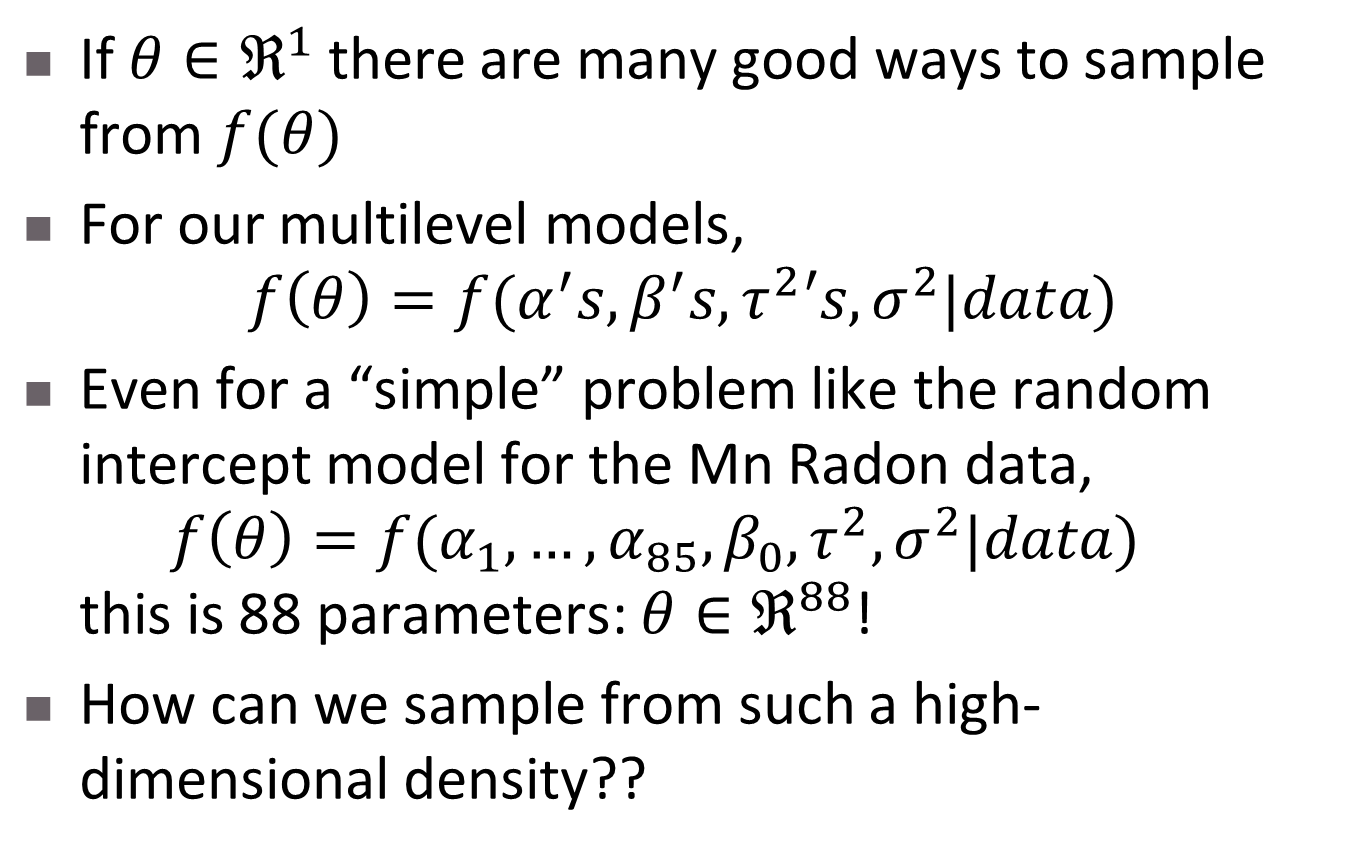 ■ If θ ∈ ℜ¹ there are many good ways to sample
from f(θ)
■ For our multilevel models,
f(θ) = f(α′s, β′s, τ²′s, σ²|data)
■ Even for a “simple” problem like the random
intercept model for the Mn Radon data,
f(θ) = f(α₁, … , α₈₅, β₀, τ², σ²|data)
this is 88 parameters: θ ∈ ℜ⁸⁸!
■ How can we sample from such a high-
dimensional density??